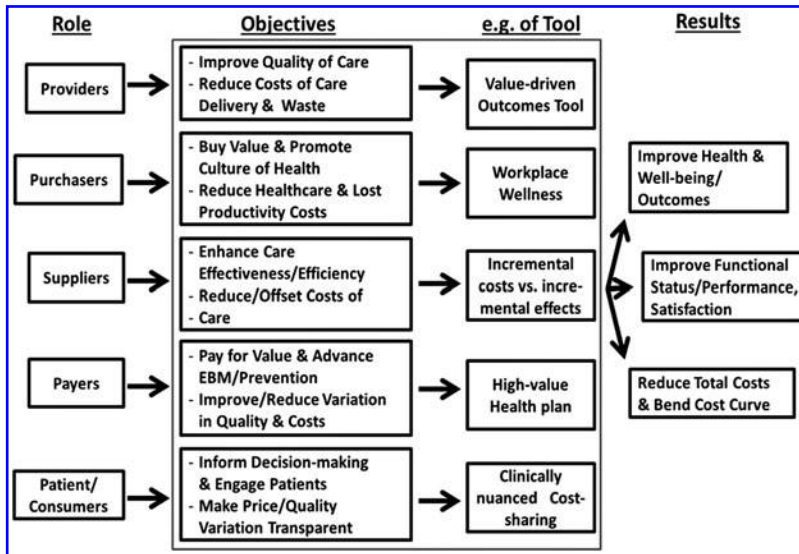 Role
Objectives
e.g. of Tool
Results
Providers
- Improve Quality of Care
- Reduce Costs of Care
Delivery & Waste
Value-driven
Outcomes Tool
Purchasers
- Buy Value & Promote
Culture of Health
- Reduce Healthcare & Lost
Productivity Costs
Workplace
Wellness
Suppliers
- Enhance Care
Effectiveness/Efficiency
- Reduce/Offset Costs of
- Care
Incremental
costs vs. incre-
mental effects
Payers
- Pay for Value & Advance
EBM/Prevention
- Improve/Reduce Variation
in Quality & Costs
High-value
Health plan
Patient/
Consumers
- Inform Decision-making
& Engage Patients
- Make Price/Quality
Variation Transparent
Clinically
nuanced Cost-
sharing
Improve Health &
Well-being/
Outcomes
Improve Functional
Status/Performance,
Satisfaction
Reduce Total Costs
& Bend Cost Curve